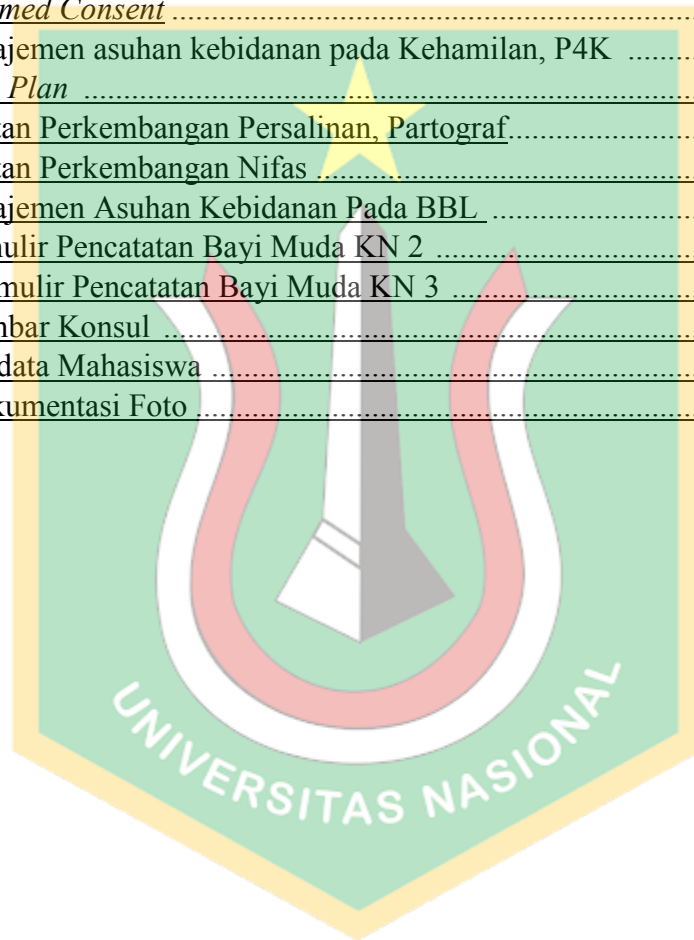 med Consent ................................................................
ajemen asuhan kebidanan pada Kehamilan, P4K ........
Plan ................................................................
tan Perkembangan Persalinan, Partograf........................
tan Perkembangan Nifas ................................................
ajemen Asuhan Kebidanan Pada BBL ........................
nulir Pencatatan Bayi Muda KN 2 ................................
mulir Pencatatan Bayi Muda KN 3 ................................
nbar Konsul ................................................................
data Mahasiswa ........................................................
kumentasi Foto ........................................................
UNIVERSITAS NASIONAL